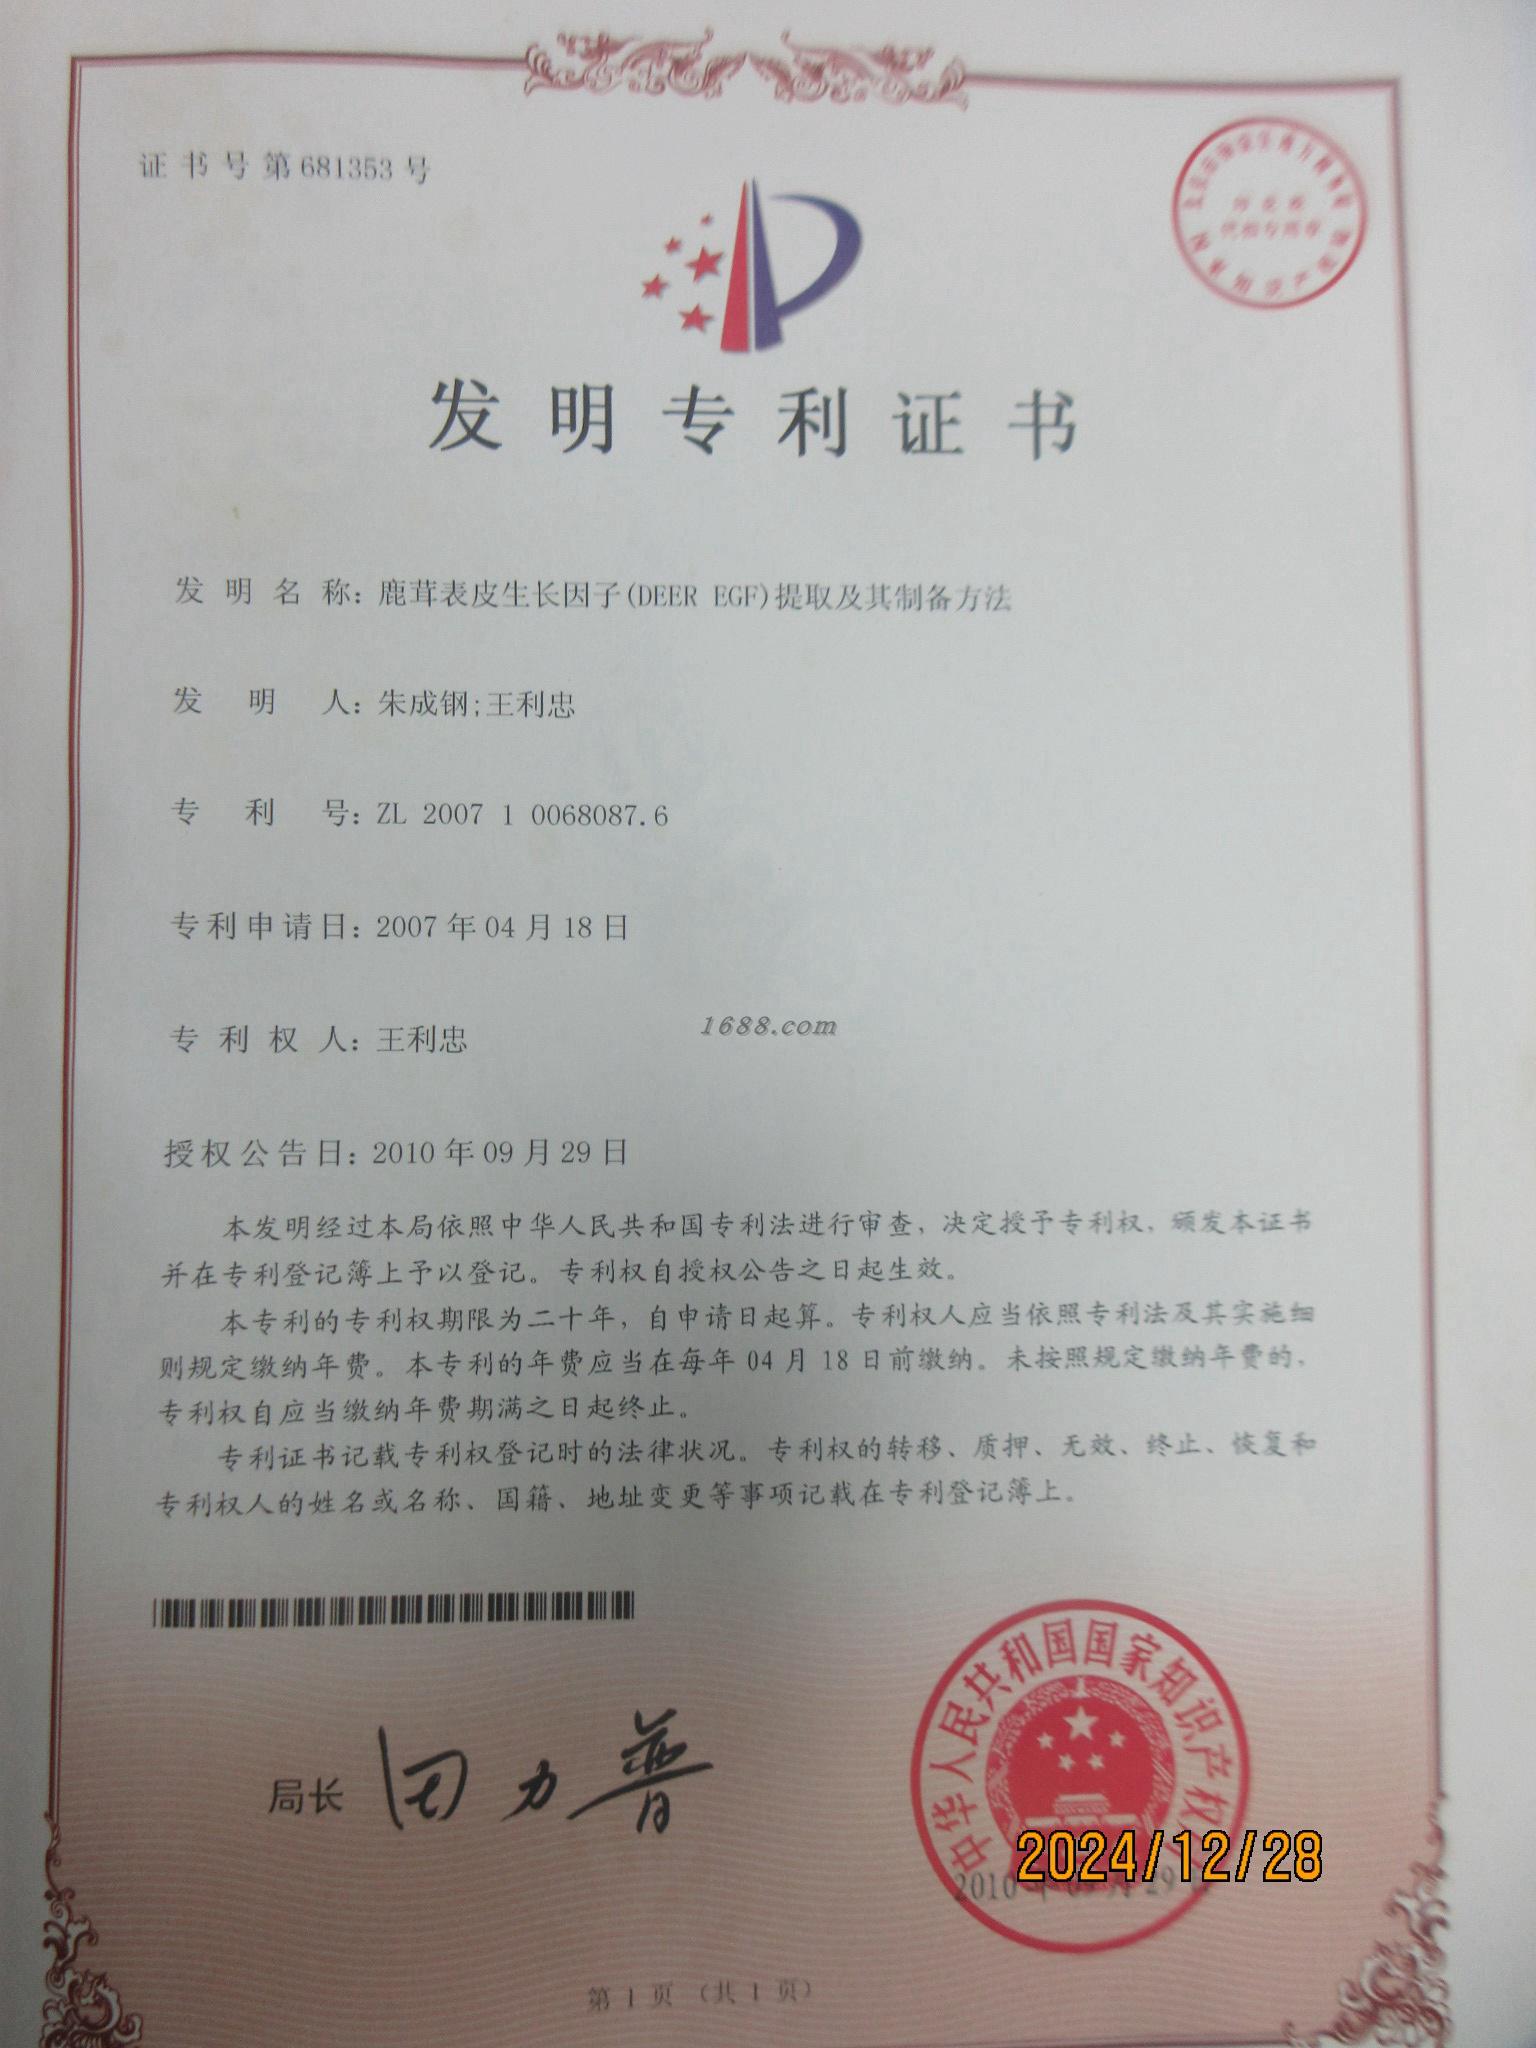 证书号第681353号
发明专利证书
发明名称：鹿茸表皮生长因子(DEER EGF)提取及其制备方法
发明人：朱成钢;王利忠
专利号：ZL 2007 1 0068087.6
专利申请日：2007年04月18日
专利权人：王利忠
1688.com
授权公告日：2010年09月29日
本发明经过本局依照中华人民共和国专利法进行审查，决定授予专利权，颁发本证书
并在专利登记簿上予以登记。专利权自授权公告之日起生效。
本专利的专利权期限为二十年，自申请日起算。专利权人应当依照专利法及其实施细
则规定缴纳年费。本专利的年费应当在每年04月18日前缴纳。未按照规定缴纳年费的，
专利权自应当缴纳年费期满之日起终止。
专利证书记载专利权登记时的法律状况。专利权的转移、质押、无效、终止、恢复和
专利权人的姓名或名称、国籍、地址变更等事项记载在专利登记簿上。
局长 田力普
中华人民共和国国家知识产权
2024/12/28
2010
第1页（共1页）